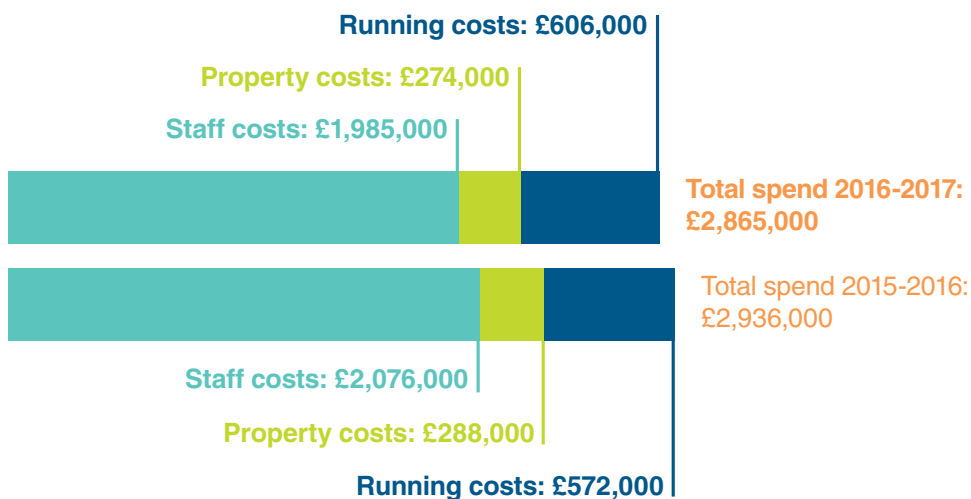 Running costs: £606,000
Property costs: £274,000
Staff costs: £1,985,000
Total spend 2016-2017:
£2,865,000
Total spend 2015-2016:
£2,936,000
Staff costs: £2,076,000
Property costs: £288,000
Running costs: £572,000